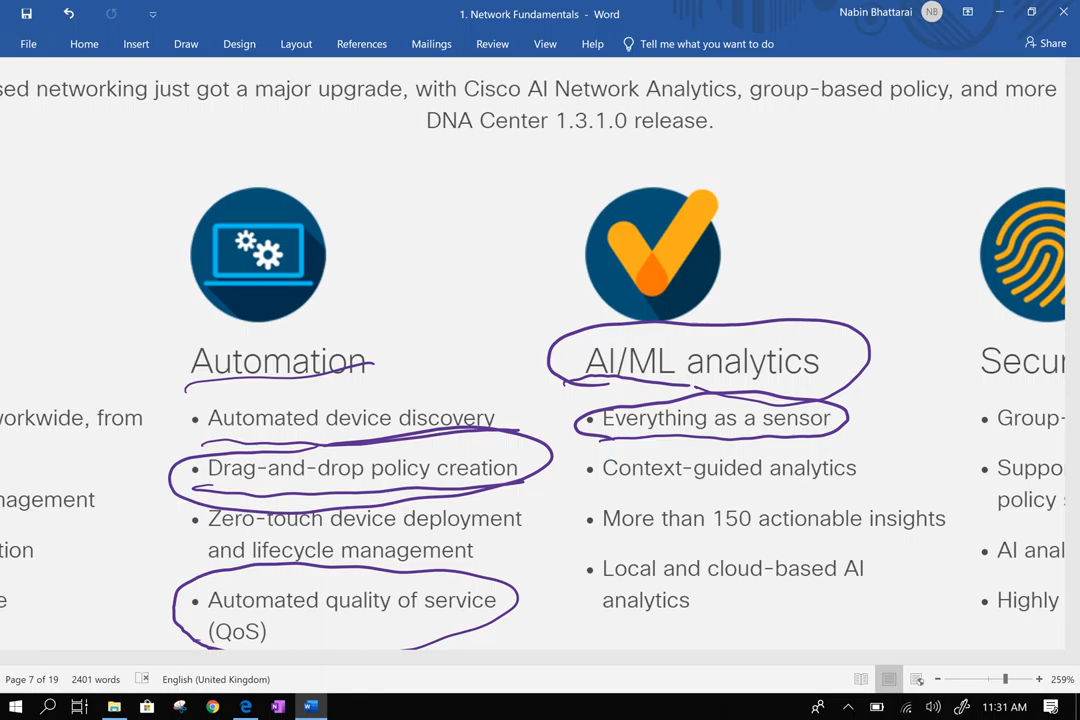 1. Network Fundamentals - Word
Nabin Bhattarai NB
File Home Insert Draw Design Layout References Mailings Review View Help Tell me what you want to do Share
sed networking just got a major upgrade, with Cisco AI Network Analytics, group-based policy, and more
DNA Center 1.3.1.0 release.
workwide, from
nagement
tion
e
Automation
• Automated device discovery
• Drag-and-drop policy creation
• Zero-touch device deployment
and lifecycle management
• Automated quality of service
(QoS)
AI/ML analytics
• Everything as a sensor
• Context-guided analytics
• More than 150 actionable insights
• Local and cloud-based AI
analytics
Secur
• Group-
• Suppo
policy
• AI anal
• Highly
Page 7 of 19 2401 words English (United Kingdom) 259%
11:31 AM